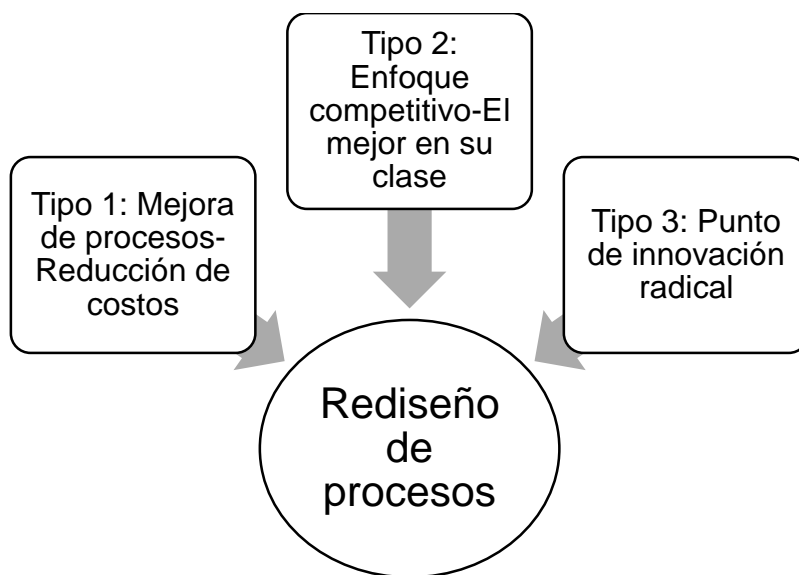 Tipo 2:
Enfoque
competitivo-El
mejor en su
clase
Tipo 1: Mejora
de procesos-
Reducción de
costos
Tipo 3: Punto
de innovación
radical
Rediseño
de
procesos